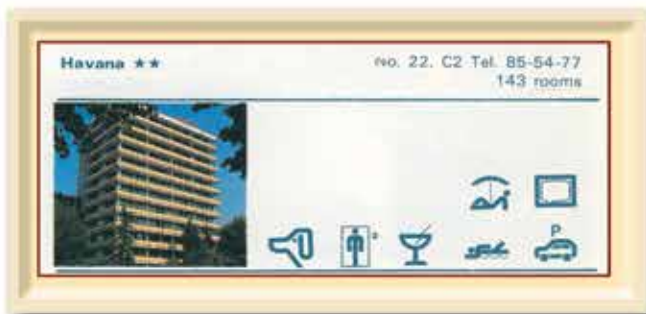 Havana ★★
No. 22. C2 Tel. 85-54-77
143 rooms
P